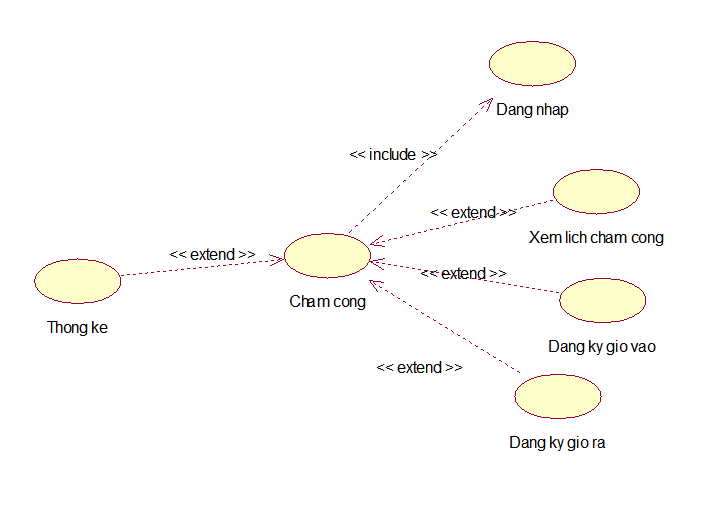 Dang nhap
<< include >>
<< extend >>
Xem lich cham cong
<< extend >>
Cham cong
<< extend >>
Thong ke
Dang ky gio vao
<< extend >>
Dang ky gio ra